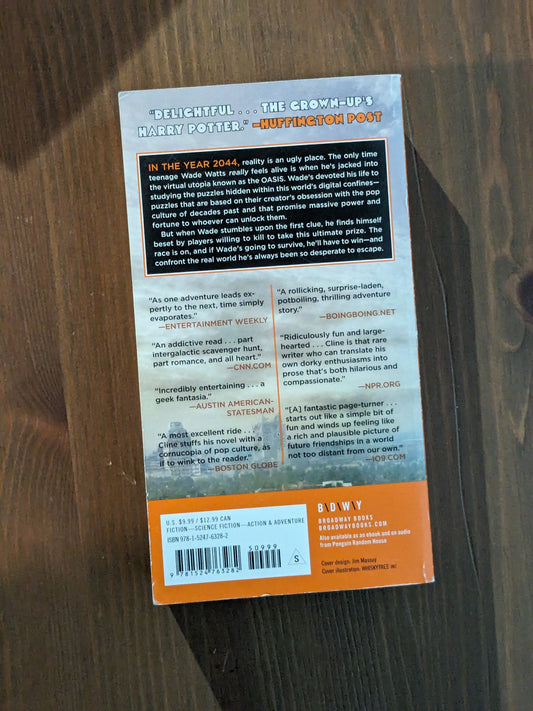 "DELIGHTFUL . . . THE GROWN-UP'S
HARRY POTTER." —HUFFINGTON POST
IN THE YEAR 2044, reality is an ugly place. The only time
teenage Wade Watts really feels alive is when he's jacked into
the virtual utopia known as the OASIS. Wade's devoted his life to
studying the puzzles hidden within this world's digital confines—
puzzles that are based on their creator's obsession with the pop
culture of decades past and that promise massive power and
fortune to whoever can unlock them.
But when Wade stumbles upon the first clue, he finds himself
beset by players willing to kill to take this ultimate prize. The
race is on, and if Wade's going to survive, he'll have to win—and
confront the real world he's always been so desperate to escape.
"As one adventure leads ex-
pertly to the next, time simply
evaporates."
—ENTERTAINMENT WEEKLY
"An addictive read . . . part
intergalactic scavenger hunt,
part romance, and all heart."
—CNN.COM
"Incredibly entertaining . . . a
geek fantasia."
—AUSTIN AMERICAN-
STATESMAN
"A most excellent ride . . .
Cline stuffs his novel with a
cornucopia of pop culture, as
if to wink to the reader."
—BOSTON GLOBE
"A rollicking, surprise-laden,
potboiling, thrilling adventure
story."
—BOINGBOING.NET
"Ridiculously fun and large-
hearted . . . Cline is that rare
writer who can translate his
own dorky enthusiasms into
prose that's both hilarious and
compassionate."
—NPR.ORG
"[A] fantastic page-turner . . .
starts out like a simple bit of
fun and winds up feeling like
a rich and plausible picture of
future friendships in a world
not too distant from our own."
—IO9.COM
U.S. $9.99 / $12.99 CAN
FICTION—SCIENCE FICTION—ACTION & ADVENTURE
ISBN 978-1-5247-6328-2
50999
9 781524 763282
S
B\D\W\Y
BROADWAY BOOKS
BROADWAYBOOKS.COM
Also available as an ebook and on audio
from Penguin Random House
Cover design: Jim Massey
Cover illustration: WHISKYTREE inc